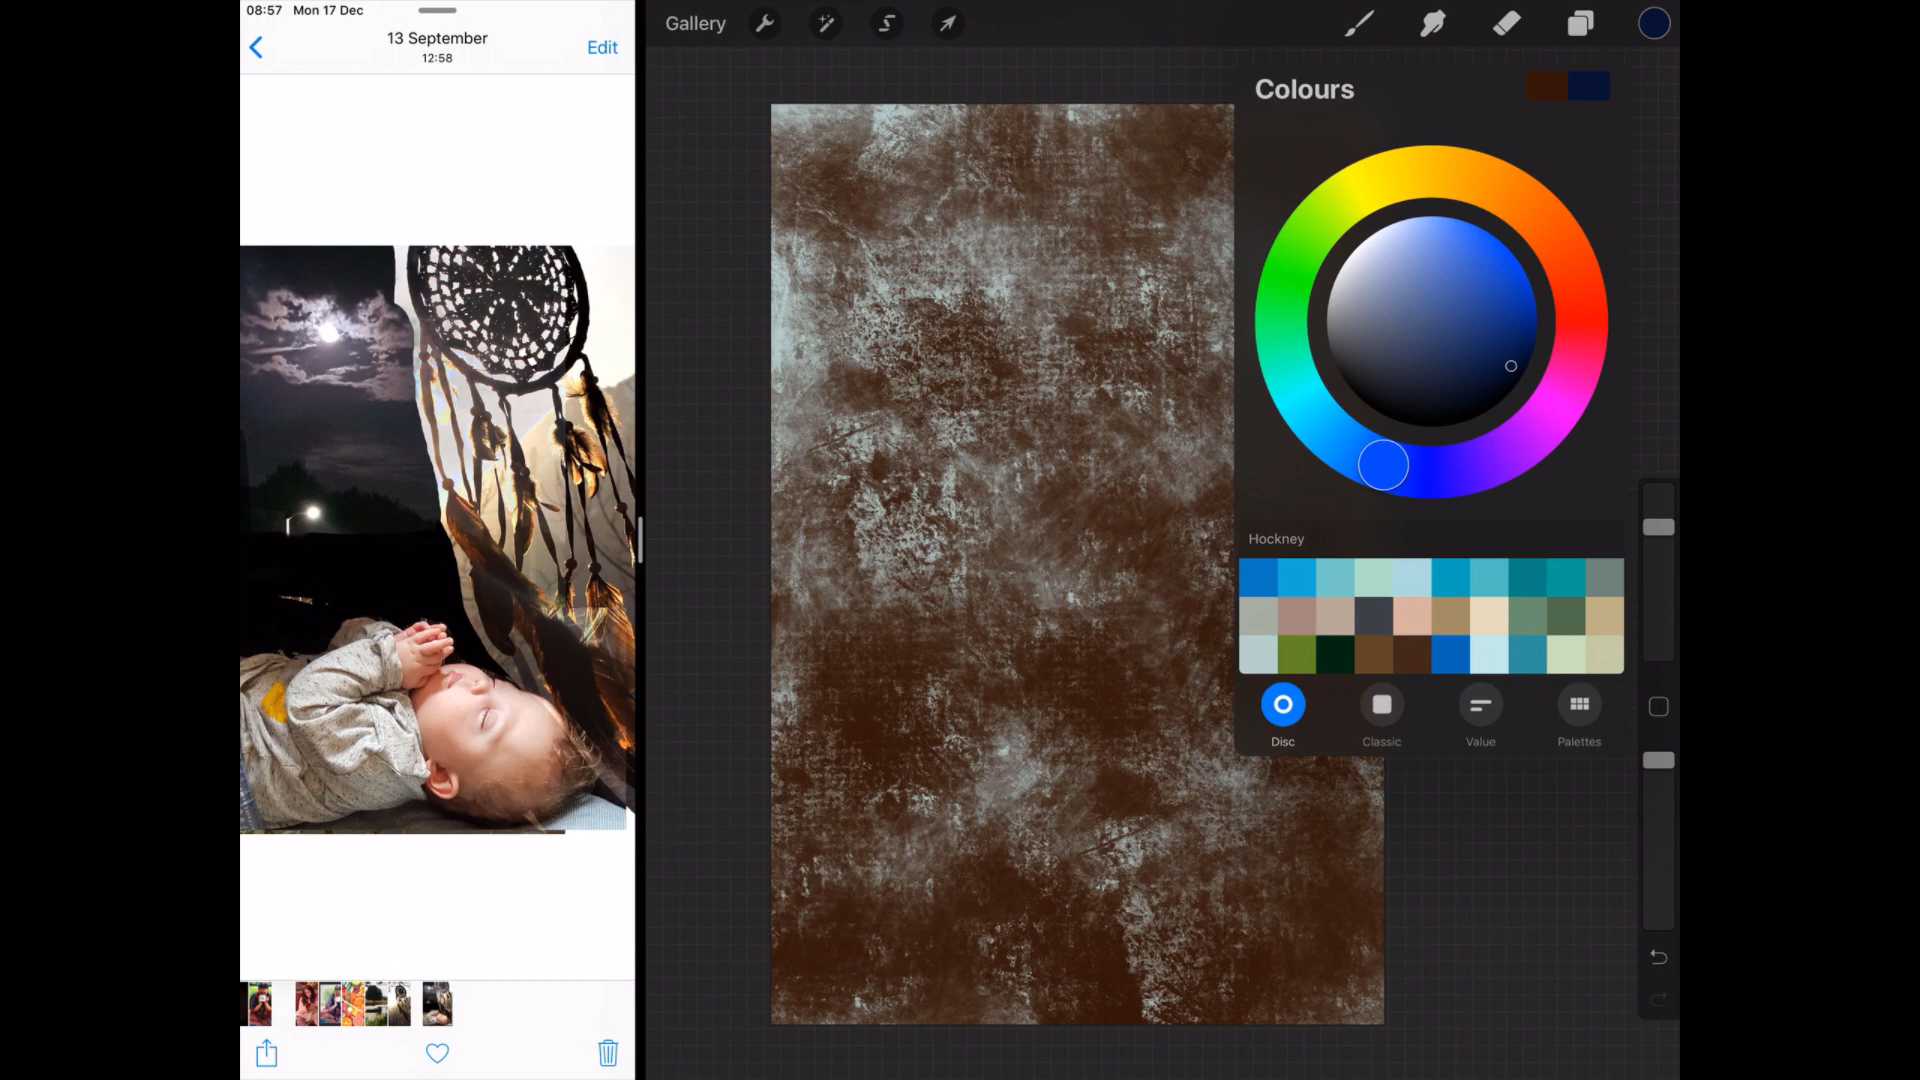 08:57 Mon 17 Dec
13 September
12:58
Edit
Gallery
Colours
Hockney
Disc
Classic
Value
Palettes